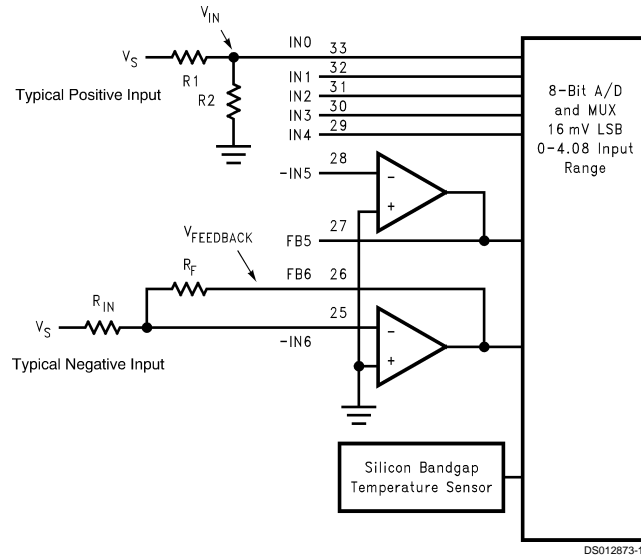 V_IN
V_S
R1
R2
Typical Positive Input
IN0 33
IN1 32
IN2 31
IN3 30
IN4 29
-IN5 28
-
+
FB5 27
8-Bit A/D
and MUX
16 mV LSB
0-4.08 Input
Range
V_FEEDBACK
R_F
FB6 26
R_IN
V_S
25
-IN6
-
+
Typical Negative Input
Silicon Bandgap
Temperature Sensor